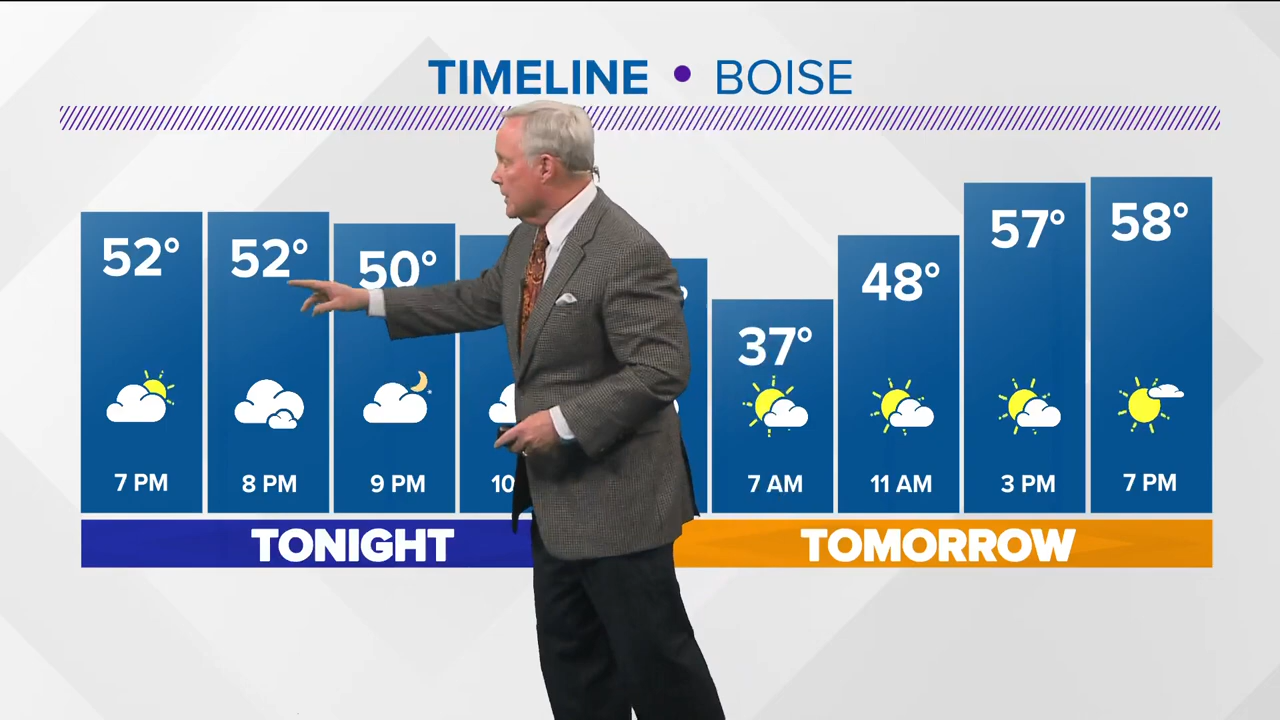 TIMELINE • BOISE
52° 52° 50° 37° 48° 57° 58°
7 PM 8 PM 9 PM 10 7 AM 11 AM 3 PM 7 PM
TONIGHT TOMORROW